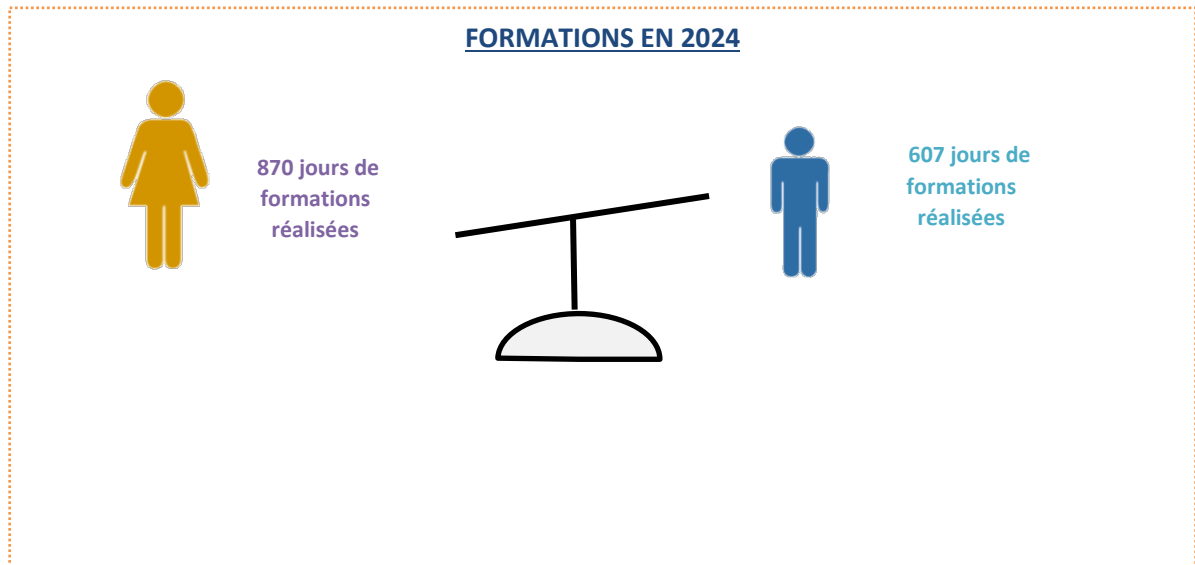 FORMATIONS EN 2024
870 jours de
formations
réalisées
607 jours de
formations
réalisées